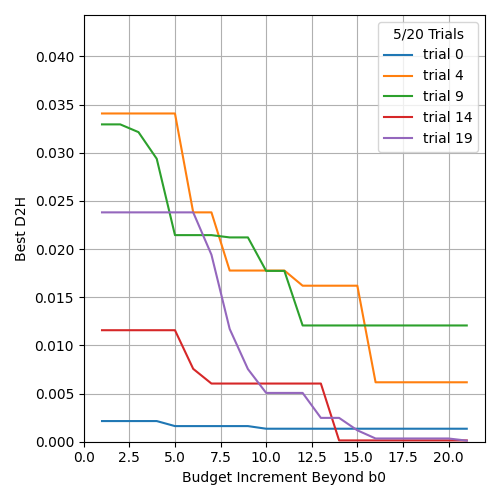 5/20 Trials
trial 0
trial 4
trial 9
trial 14
trial 19
0.040
0.035
0.030
0.025
0.020
0.015
0.010
0.005
0.000
Best D2H
0.0 2.5 5.0 7.5 10.0 12.5 15.0 17.5 20.0
Budget Increment Beyond b0